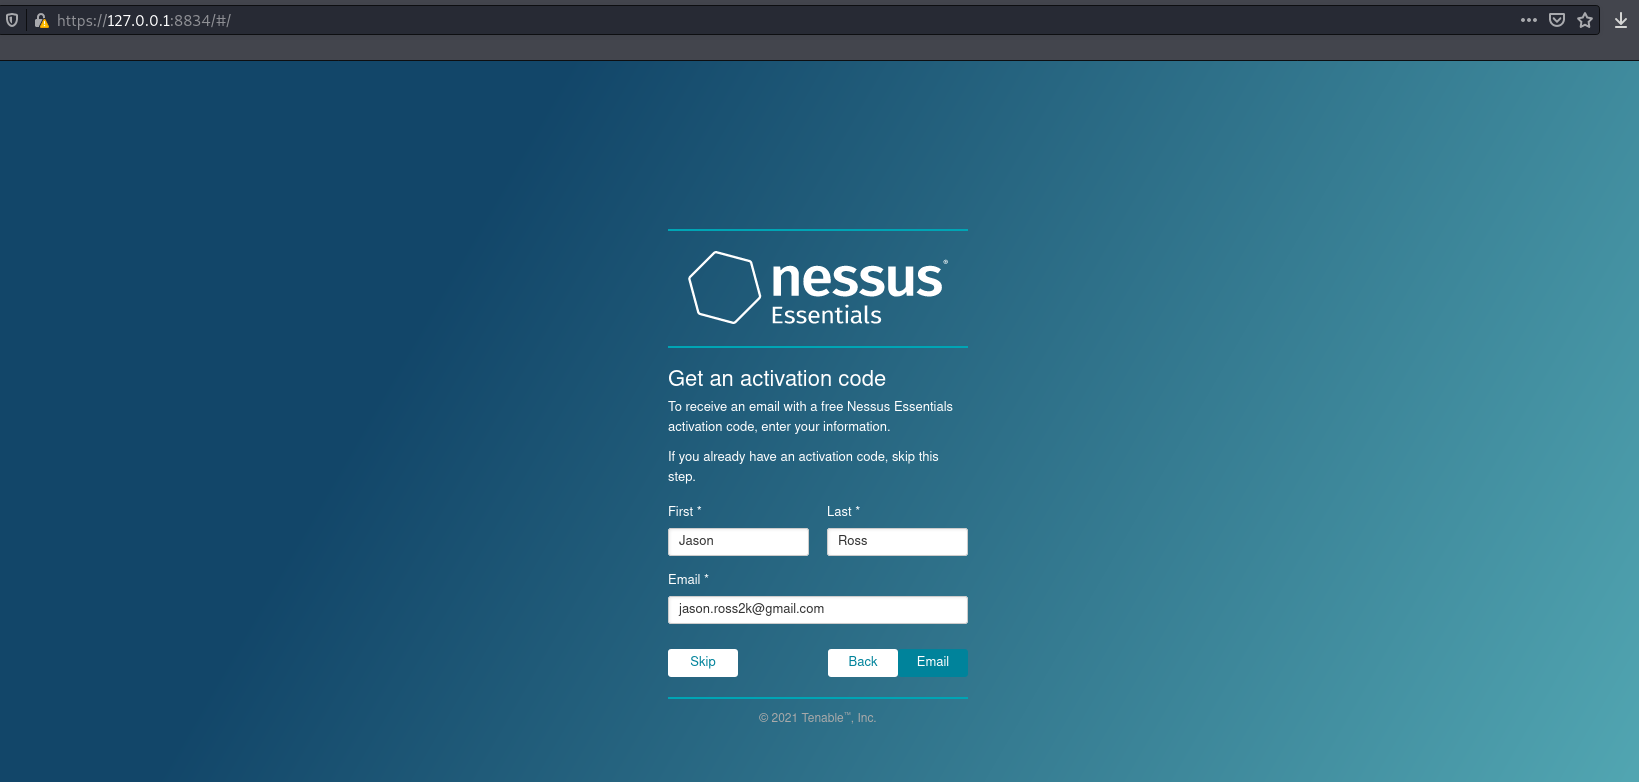 https://127.0.0.1:8834/#/
nessus®
Essentials
Get an activation code
To receive an email with a free Nessus Essentials
activation code, enter your information.
If you already have an activation code, skip this
step.
First * Last *
Jason Ross
Email *
jason.ross2k@gmail.com
Skip Back Email
© 2021 Tenable™, Inc.